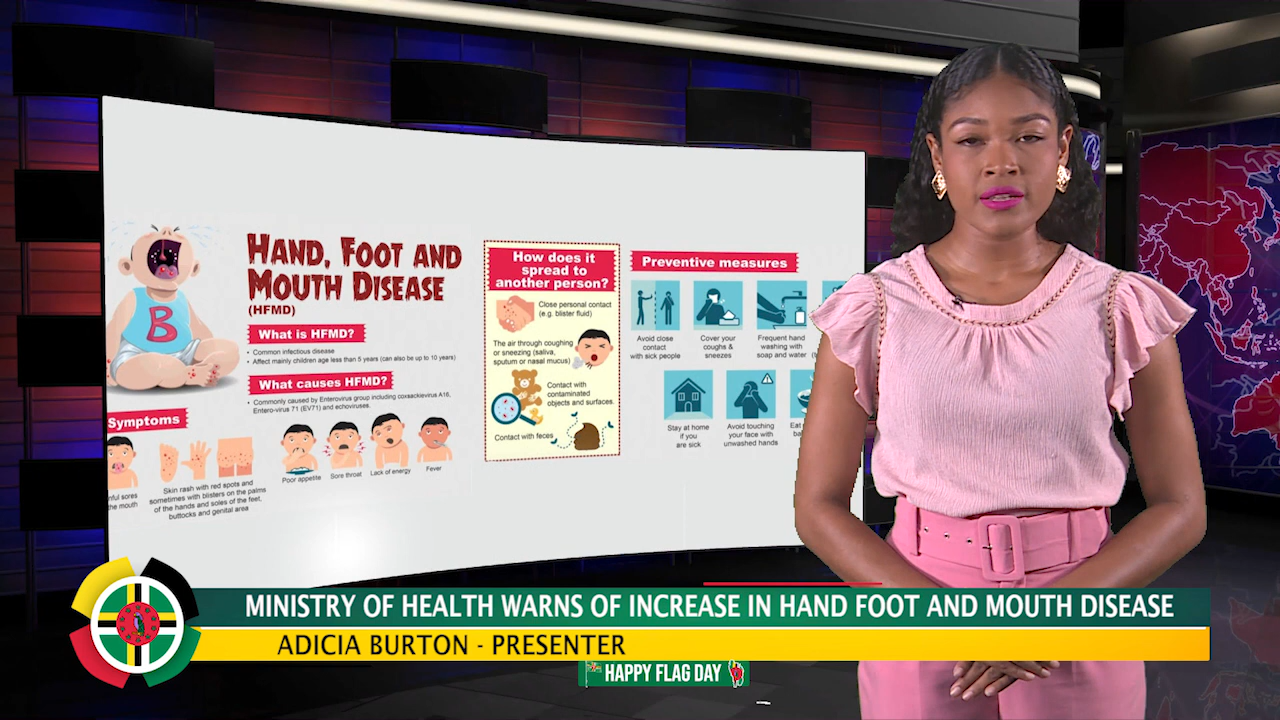 HAND, FOOT AND
MOUTH DISEASE
(HFMD)
What is HFMD?
• Common infectious disease
• Affect mainly children age less than 5 years (can also be up to 10 years)
What causes HFMD?
• Commonly caused by Enterovirus group including coxsackievirus A16,
Entero-virus 71 (EV71) and echoviruses.
B
Symptoms
sores
the mouth
Skin rash with red spots and
sometimes with blisters on the palms
of the hands and soles of the feet,
buttocks and genital area
Poor appetite
Sore throat
Lack of energy
Fever
How does it
spread to
another person?
Close personal contact
(e.g. blister fluid)
The air through coughing
or sneezing (saliva,
sputum or nasal mucus)
Contact with
contaminated
objects and surfaces.
Contact with feces
Preventive measures
Avoid close
contact
with sick people
Cover your
coughs &
sneezes
Frequent hand
washing with
soap and water
Stay at home
if you
are sick
Avoid touching
your face with
unwashed hands
Eat
MINISTRY OF HEALTH WARNS OF INCREASE IN HAND FOOT AND MOUTH DISEASE
ADICIA BURTON - PRESENTER
HAPPY FLAG DAY